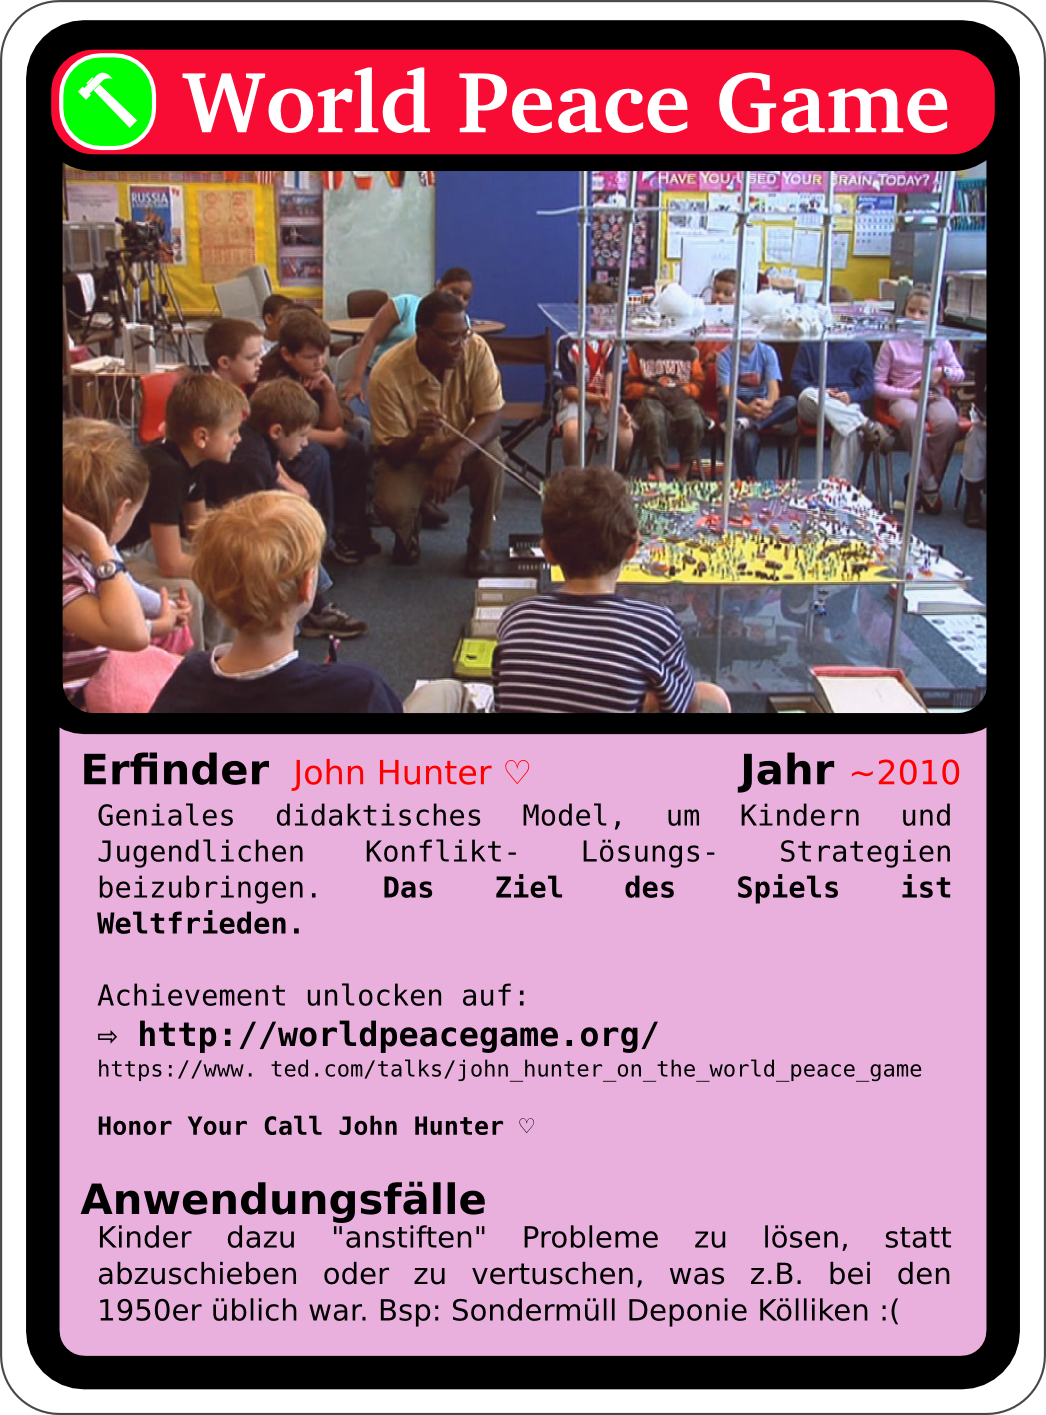 World Peace Game
RUSSIA
HAVE YOU USED YOUR BRAIN TODAY?
Erfinder John Hunter ♡ Jahr ~2010
Geniales didaktisches Model, um Kindern und
Jugendlichen Konflikt- Lösungs- Strategien
beizubringen. Das Ziel des Spiels ist
Weltfrieden.
Achievement unlocken auf:
⇨ http://worldpeacegame.org/
https://www. ted.com/talks/john_hunter_on_the_world_peace_game
Honor Your Call John Hunter ♡
Anwendungsfälle
Kinder dazu "anstiften" Probleme zu lösen, statt
abzuschieben oder zu vertuschen, was z.B. bei den
1950er üblich war. Bsp: Sondermüll Deponie Kölliken :(